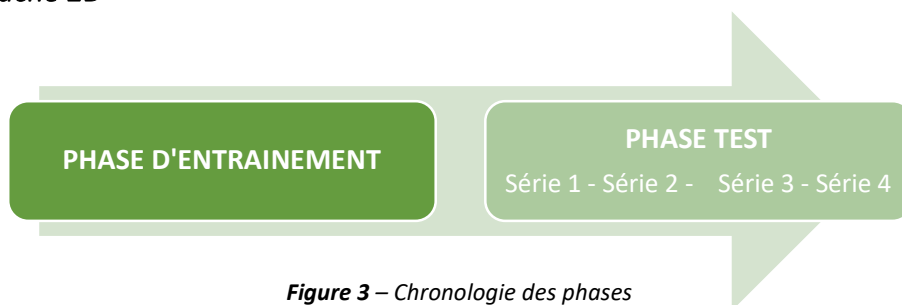 PHASE D'ENTRAINEMENT
PHASE TEST
Série 1 - Série 2 - Série 3 - Série 4
Figure 3 – Chronologie des phases